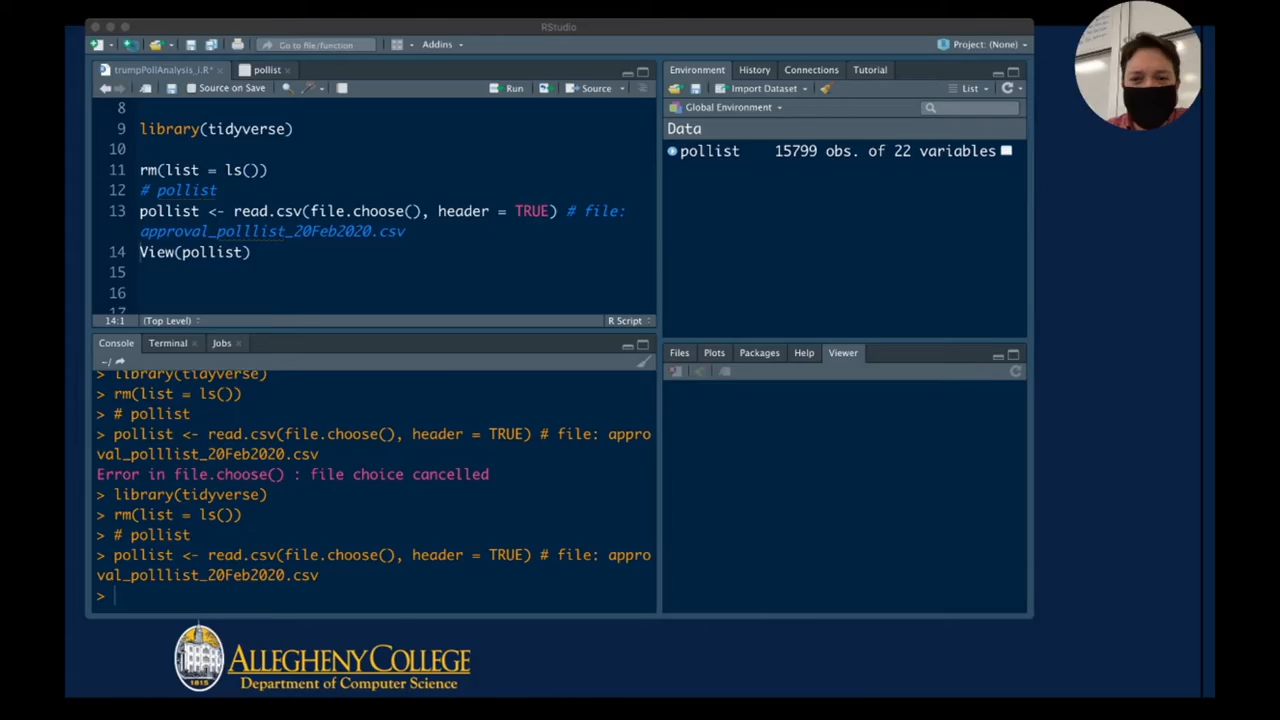 RStudio
Go to file/function
Addins
Project: (None)
trumpPollAnalysis_i.R*
pollist
Source on Save
Run
Source
8
9 library(tidyverse)
10
11 rm(list = ls())
12 # pollist
13 pollist <- read.csv(file.choose(), header = TRUE) # file:
approval_polllist_20Feb2020.csv
14 View(pollist)
15
16
17
14:1 (Top Level) R Script
Console Terminal Jobs
~/
> library(tidyverse)
> rm(list = ls())
> # pollist
> pollist <- read.csv(file.choose(), header = TRUE) # file: appro
val_polllist_20Feb2020.csv
Error in file.choose() : file choice cancelled
> library(tidyverse)
> rm(list = ls())
> # pollist
> pollist <- read.csv(file.choose(), header = TRUE) # file: appro
val_polllist_20Feb2020.csv
>
Environment History Connections Tutorial
Import Dataset List
Global Environment
Data
pollist 15799 obs. of 22 variables
Files Plots Packages Help Viewer
1815
ALLEGHENY COLLEGE
Department of Computer Science